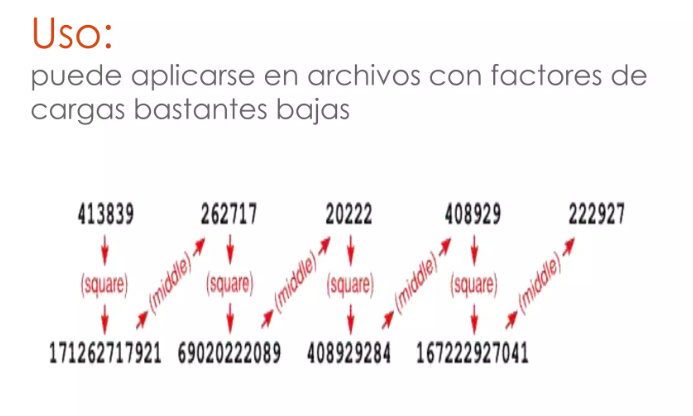 Uso:
puede aplicarse en archivos con factores de
cargas bastantes bajas
413839 262717 20222 408929 222927
(square) (middle) (square) (middle) (square) (middle) (square) (middle)
171262717921 69020222089 408929284 167222927041